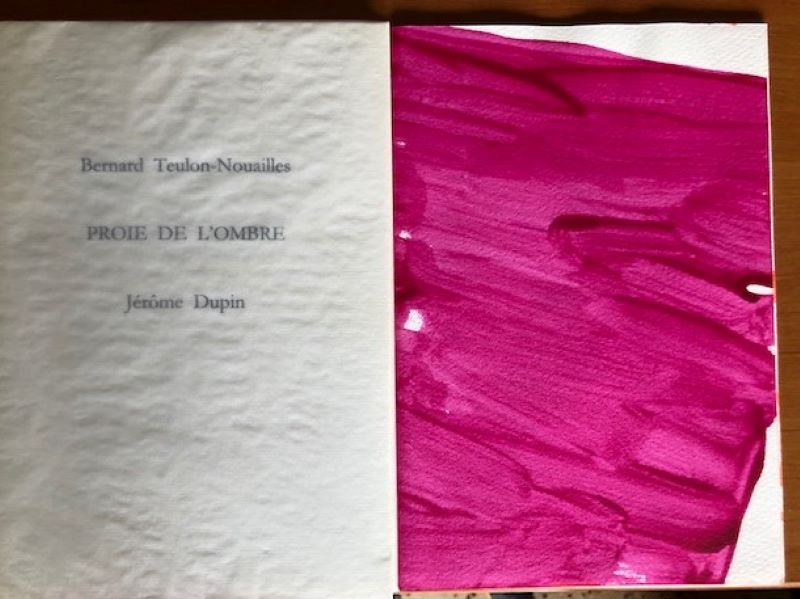 Bernard Teulon-Nouailles
PROIE DE L'OMBRE
Jérôme Dupin